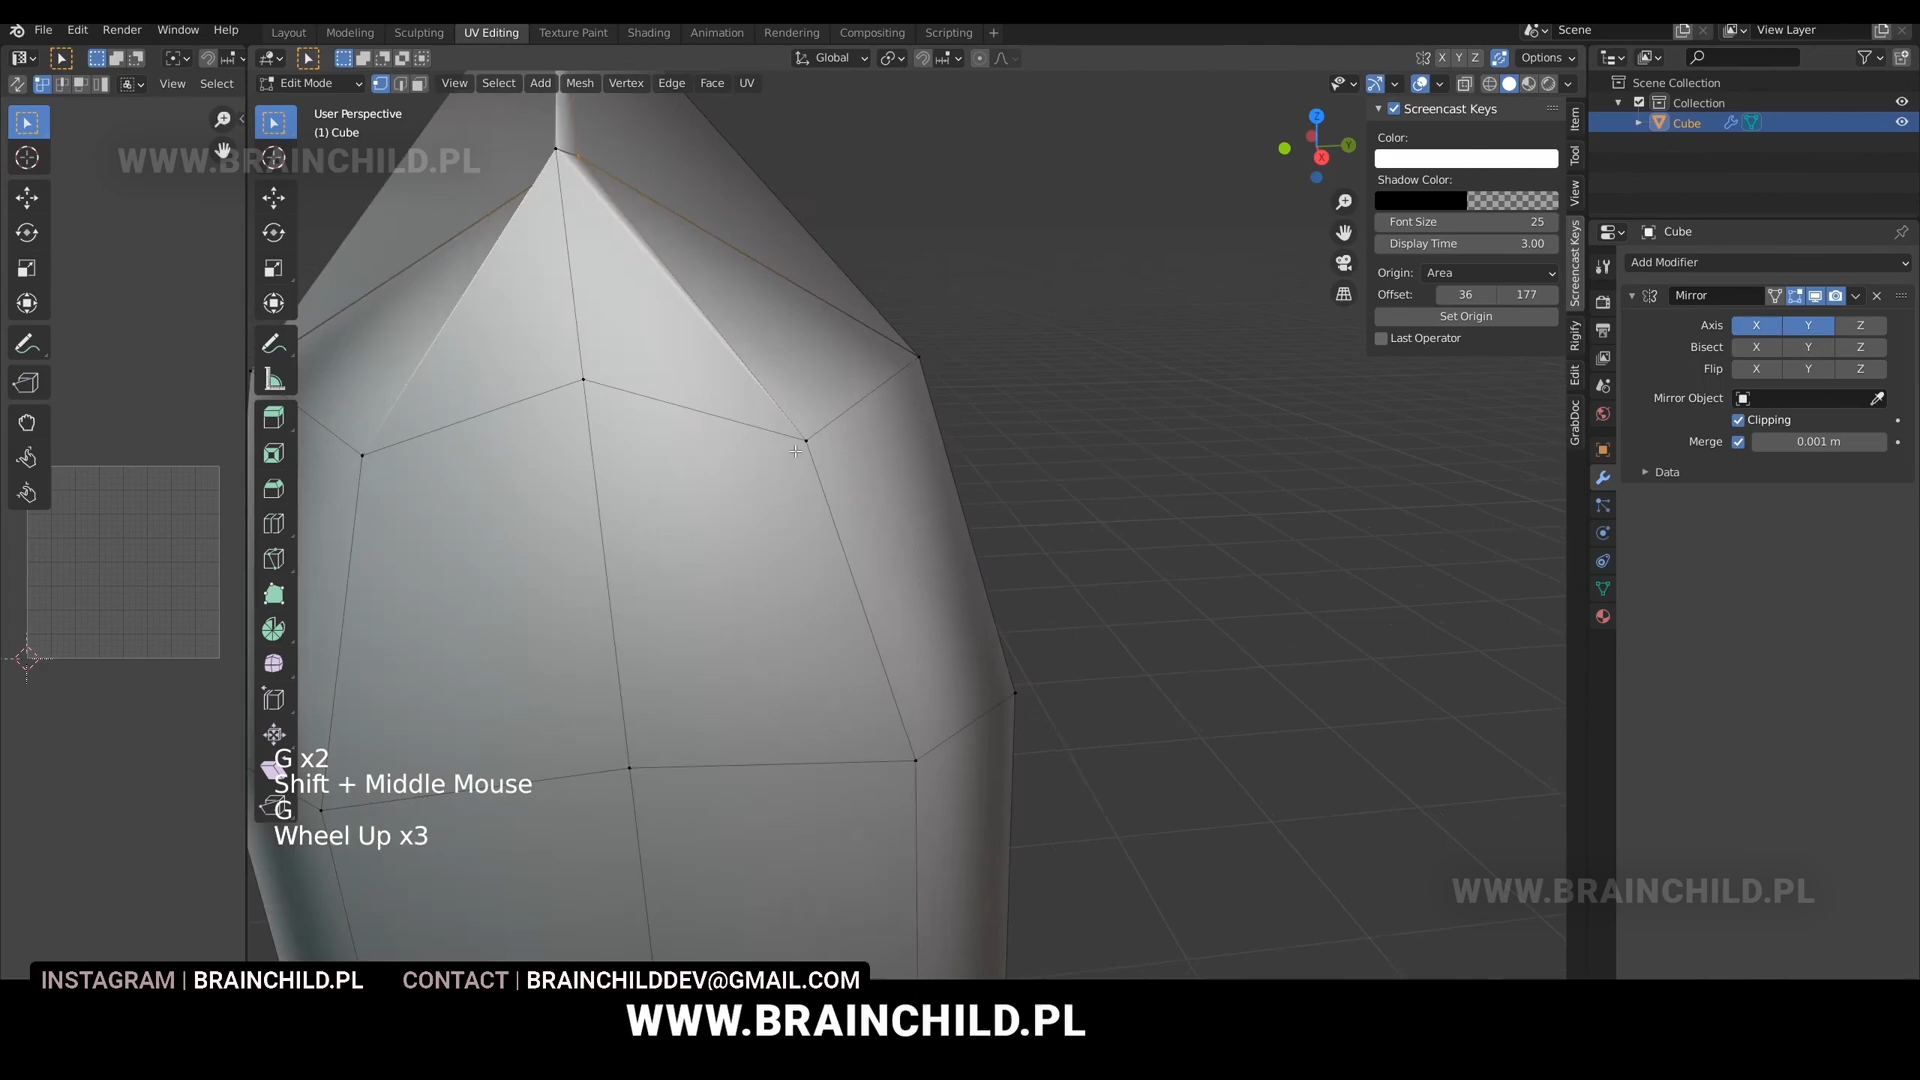 File Edit Render Window Help
Layout Modeling Sculpting UV Editing Texture Paint Shading Animation Rendering Compositing Scripting +
Scene
View Layer
Global
X Y Z
Options
View Select
Edit Mode
View Select Add Mesh Vertex Edge Face UV
User Perspective
(1) Cube
WWW.BRAINCHILD.PL
Z
Y
X
Screencast Keys
Color:
Shadow Color:
Font Size 25
Display Time 3.00
Origin: Area
Offset: 36 177
Set Origin
Last Operator
Item
Tool
View
Screencast Keys
Rigify
Edit
GrabDoc
Scene Collection
Collection
Cube
Cube
Add Modifier
Mirror
Axis X Y Z
Bisect X Y Z
Flip X Y Z
Mirror Object
Clipping
Merge 0.001 m
Data
G x2
Shift + Middle Mouse
G
Wheel Up x3
WWW.BRAINCHILD.PL
INSTAGRAM | BRAINCHILD.PL CONTACT | BRAINCHILDDEV@GMAIL.COM
WWW.BRAINCHILD.PL